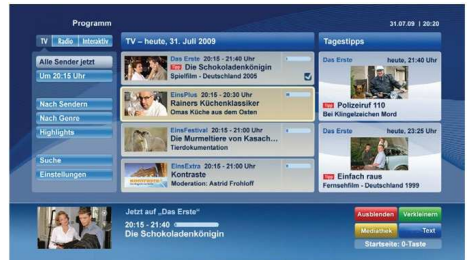 Programm
31.07.09 | 20:20
TV Radio Interaktiv
Alle Sender jetzt
Um 20:15 Uhr
Nach Sendern
Nach Genre
Highlights
Suche
Einstellungen
TV – heute, 31. Juli 2009
Das Erste 20:15 - 21:40 Uhr
Tipp Die Schokoladenkönigin
Spielfilm - Deutschland 2005
EinsPlus 20:15 - 20:30 Uhr
Rainers Küchenklassiker
Omas Küche aus dem Osten
EinsFestival 20:15 - 21:00 Uhr
Die Murmeltiere von Kasach...
Tierdokumentation
EinsExtra 20:15 - 21:00 Uhr
Kontraste
Moderation: Astrid Frohloff
Tagestipps
Das Erste heute, 21:40 Uhr
Tipp Polizeiruf 110
Bei Klingelzeichen Mord
Das Erste heute, 23:25 Uhr
Tipp Einfach raus
Fernsehfilm - Deutschland 1999
Jetzt auf „Das Erste“
20:15 - 21:40
Die Schokoladenkönigin
Ausblenden Verkleinern
Mediathek Text
Startseite: 0-Taste